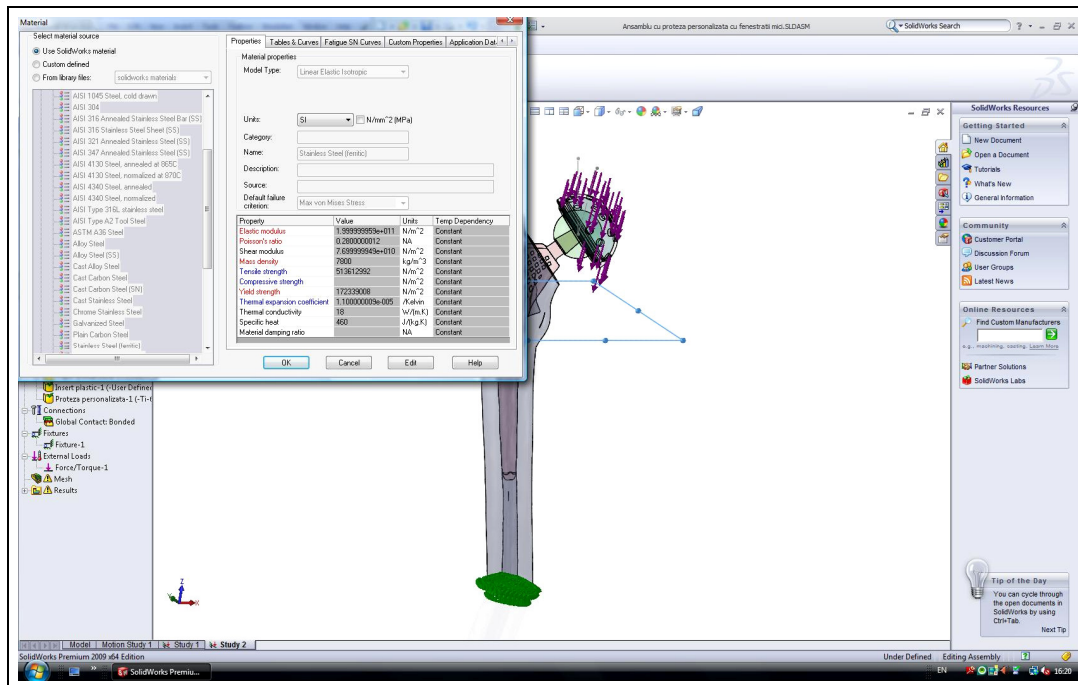 Material
Select material source
Use SolidWorks material
Custom defined
From library files:
solidworks materials
AISI 1045 Steel, cold drawn
AISI 304
AISI 316 Annealed Stainless Steel Bar (SS)
AISI 316 Stainless Steel Sheet (SS)
AISI 321 Annealed Stainless Steel (SS)
AISI 347 Annealed Stainless Steel (SS)
AISI 4130 Steel, annealed at 865C
AISI 4130 Steel, normalized at 870C
AISI 4340 Steel, annealed
AISI 4340 Steel, normalized
AISI Type 316L stainless steel
AISI Type A2 Tool Steel
ASTM A36 Steel
Alloy Steel
Alloy Steel (SS)
Cast Alloy Steel
Cast Carbon Steel
Cast Carbon Steel (SN)
Cast Stainless Steel
Chrome Stainless Steel
Galvanized Steel
Plain Carbon Steel
Stainless Steel (ferritic)
Properties Tables & Curves Fatigue SN Curves Custom Properties Application Dat
Material properties
Model Type: Linear Elastic Isotropic
Units: SI N/mm^2 (MPa)
Category:
Name: Stainless Steel (ferritic)
Description:
Source:
Default failure criterion: Max von Mises Stress
Property Value Units Temp Dependency
Elastic modulus 1.999999959e+011 N/m^2 Constant
Poisson's ratio 0.2800000012 NA Constant
Shear modulus 7.699999949e+010 N/m^2 Constant
Mass density 7800 kg/m^3 Constant
Tensile strength 513612992 N/m^2 Constant
Compressive strength N/m^2 Constant
Yield strength 172339008 N/m^2 Constant
Thermal expansion coefficient 1.100000009e-005 /Kelvin Constant
Thermal conductivity 18 W/(m.K) Constant
Specific heat 460 J/(kg.K) Constant
Material damping ratio NA Constant
OK Cancel Edit Help
Ansamblu cu proteza personalizata cu fenestratii mici.SLDASM
SolidWorks Search
Insert plastic-1 (-User Define
Proteza personalizata-1 (-Ti-
Connections
Global Contact: Bonded
Fixtures
Fixture-1
External Loads
Force/Torque-1
Mesh
Results
Z
SolidWorks Resources
Getting Started
New Document
Open a Document
Tutorials
What's New
General Information
Community
Customer Portal
Discussion Forum
User Groups
Latest News
Online Resources
Find Custom Manufacturers
e.g., machining, casting, Learn More
Partner Solutions
SolidWorks Labs
Tip of the Day
You can cycle through
the open documents in
SolidWorks by using
Ctrl+Tab.
Next Tip
Model Motion Study 1 Study 1 Study 2
SolidWorks Premium 2009 x64 Edition
Under Defined Editing Assembly
SolidWorks Premiu...
EN 16:20